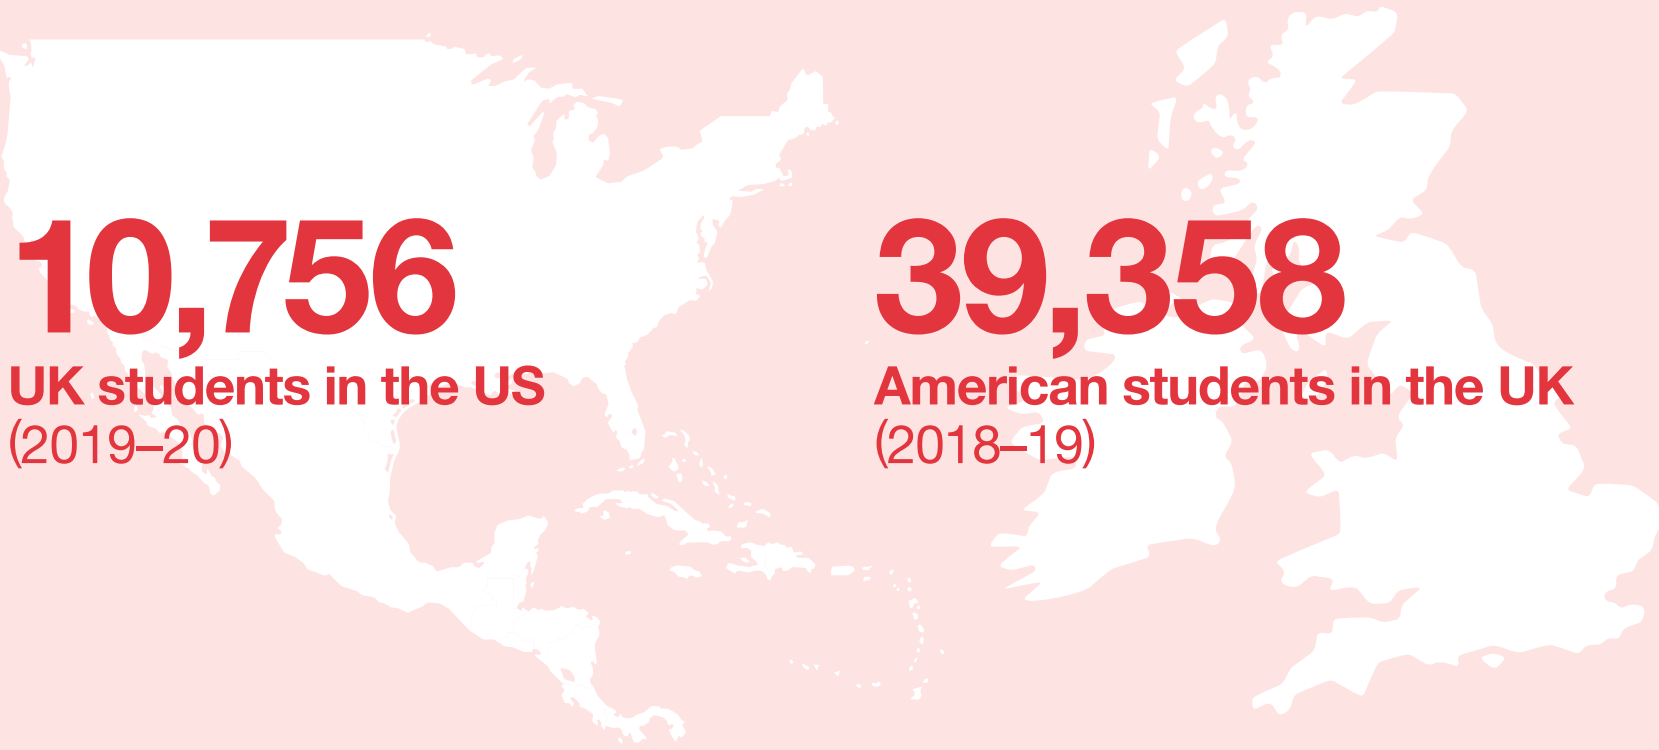 10,756
UK students in the US
(2019–20)
39,358
American students in the UK
(2018–19)